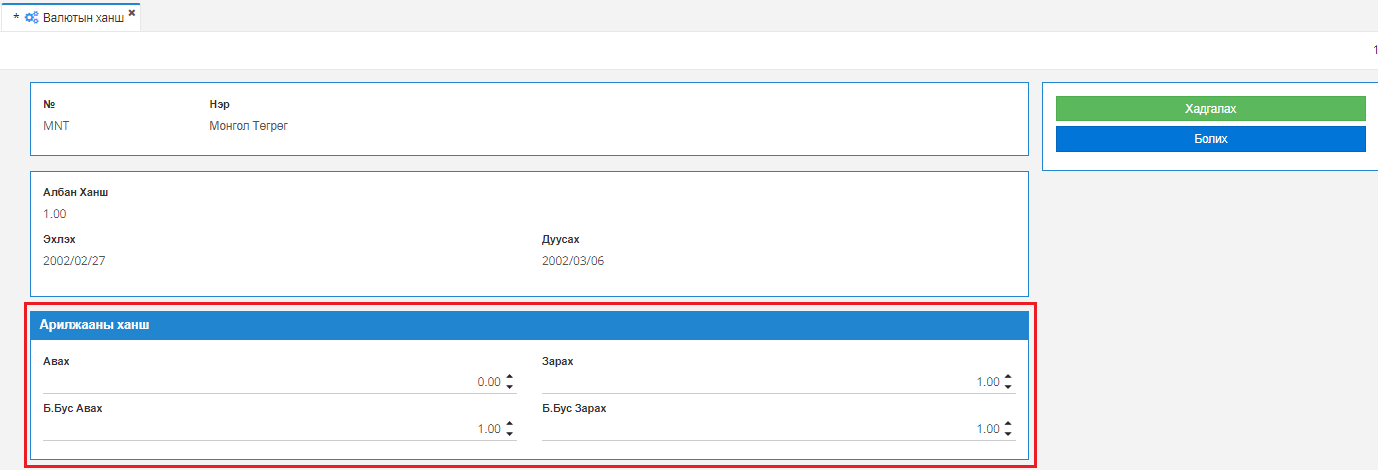 * Валютын ханш
1
№ Нэр
MNT Монгол Төгрөг
Хадгалах
Болих
Албан Ханш
1.00
Эхлэх Дуусах
2002/02/27 2002/03/06
Арилжааны ханш
Авах Зарах
0.00 1.00
Б.Бус Авах Б.Бус Зарах
1.00 1.00